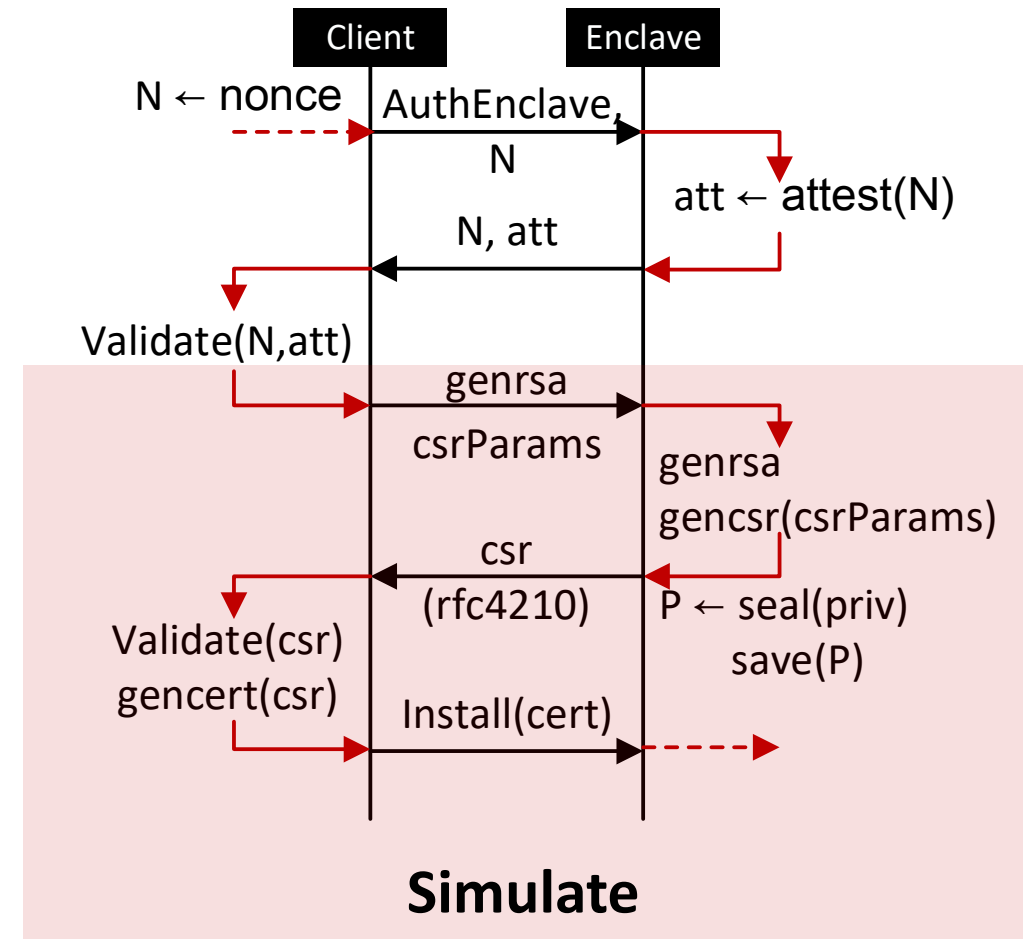 Client
Enclave
N ← nonce
AuthEnclave,
N
att ← attest(N)
N, att
Validate(N,att)
genrsa
csrParams
genrsa
gencsr(csrParams)
csr
(rfc4210)
P ← seal(priv)
save(P)
Validate(csr)
gencert(csr)
Install(cert)
Simulate